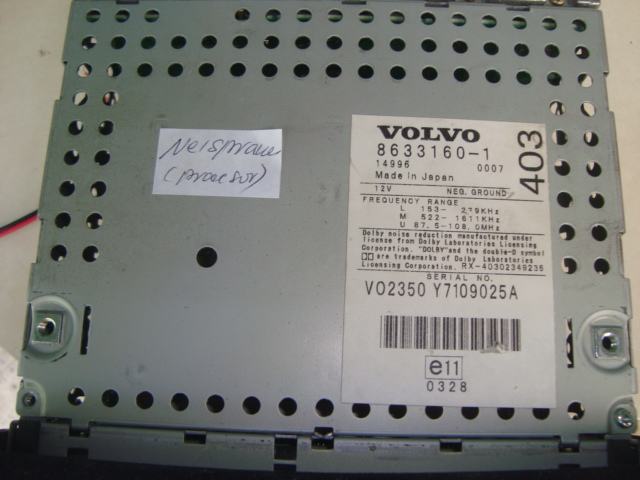 Neispravan
(procesor)
VOLVO
403
8633160-1
14996 0007
Made in Japan
12V NEG. GROUND
FREQUENCY RANGE
L 153- 279KHz
M 522- 1611KHz
U 87.5-108.0MHz
Dolby noise reduction manufactured under
license from Dolby Laboratories Licensing
Corporation. "DOLBY" and the double-D symbol
are trademarks of Dolby Laboratories
Licensing Corporation. RX-40302349235
SERIAL NO.
V02350 Y7109025A
e11
0328